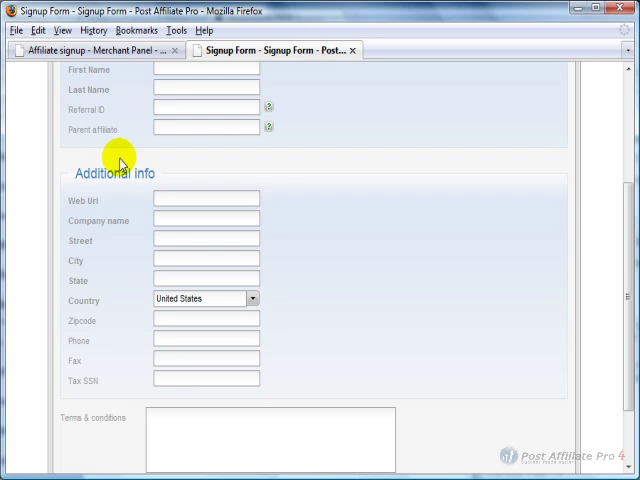 Signup Form - Signup Form - Post Affiliate Pro - Mozilla Firefox
File Edit View History Bookmarks Tools Help
Affiliate signup - Merchant Panel - ... Signup Form - Signup Form - Post...
First Name
Last Name
Referral ID ?
Parent affiliate ?
Additional info
Web Url
Company name
Street
City
State
Country United States
Zipcode
Phone
Fax
Tax SSN
Terms & conditions
Post Affiliate Pro 4